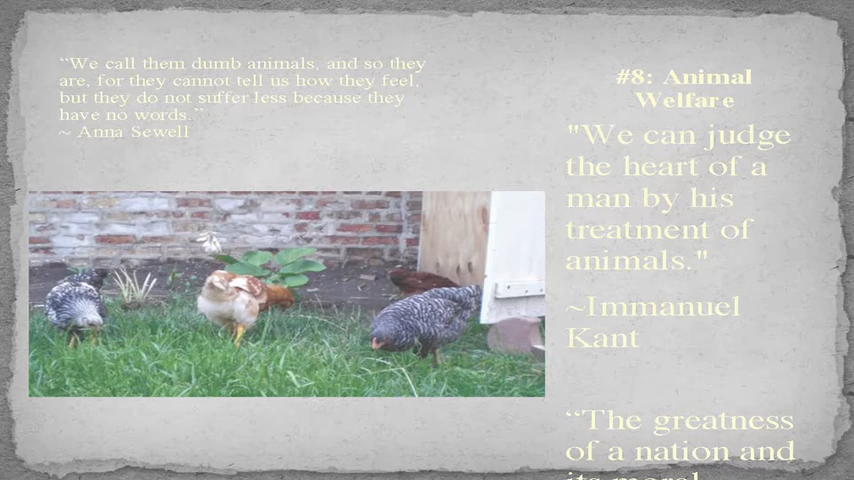 “We call them dumb animals, and so they
are, for they cannot tell us how they feel,
but they do not suffer less because they
have no words.”
~ Anna Sewell
#8: Animal
Welfare
"We can judge
the heart of a
man by his
treatment of
animals."
~Immanuel
Kant
“The greatness
of a nation and
its moral